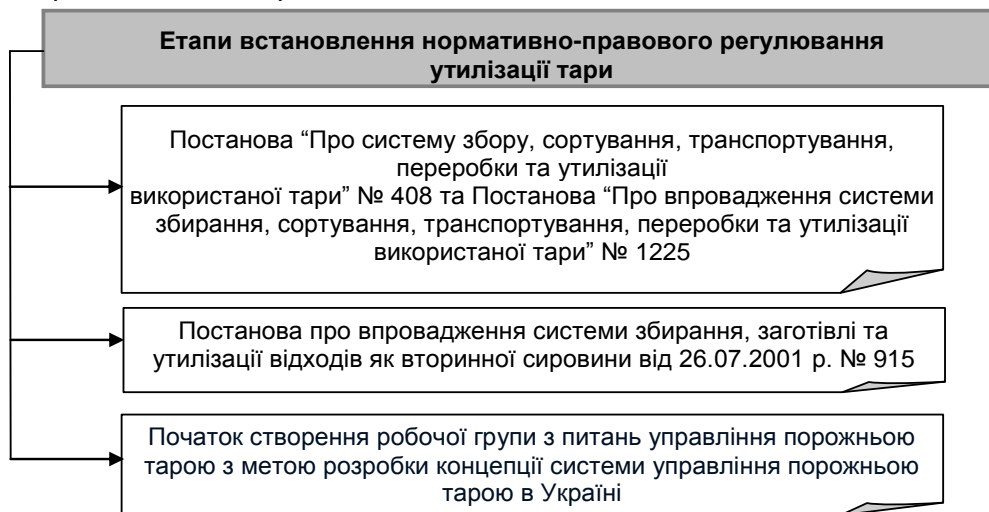 Етапи встановлення нормативно-правового регулювання
утилізації тари
Постанова “Про систему збору, сортування, транспортування,
переробки та утилізації
використаної тари” № 408 та Постанова “Про впровадження системи
збирання, сортування, транспортування, переробки та утилізації
використаної тари” № 1225
Постанова про впровадження системи збирання, заготівлі та
утилізації відходів як вторинної сировини від 26.07.2001 р. № 915
Початок створення робочої групи з питань управління порожньою
тарою з метою розробки концепції системи управління порожньою
тарою в Україні